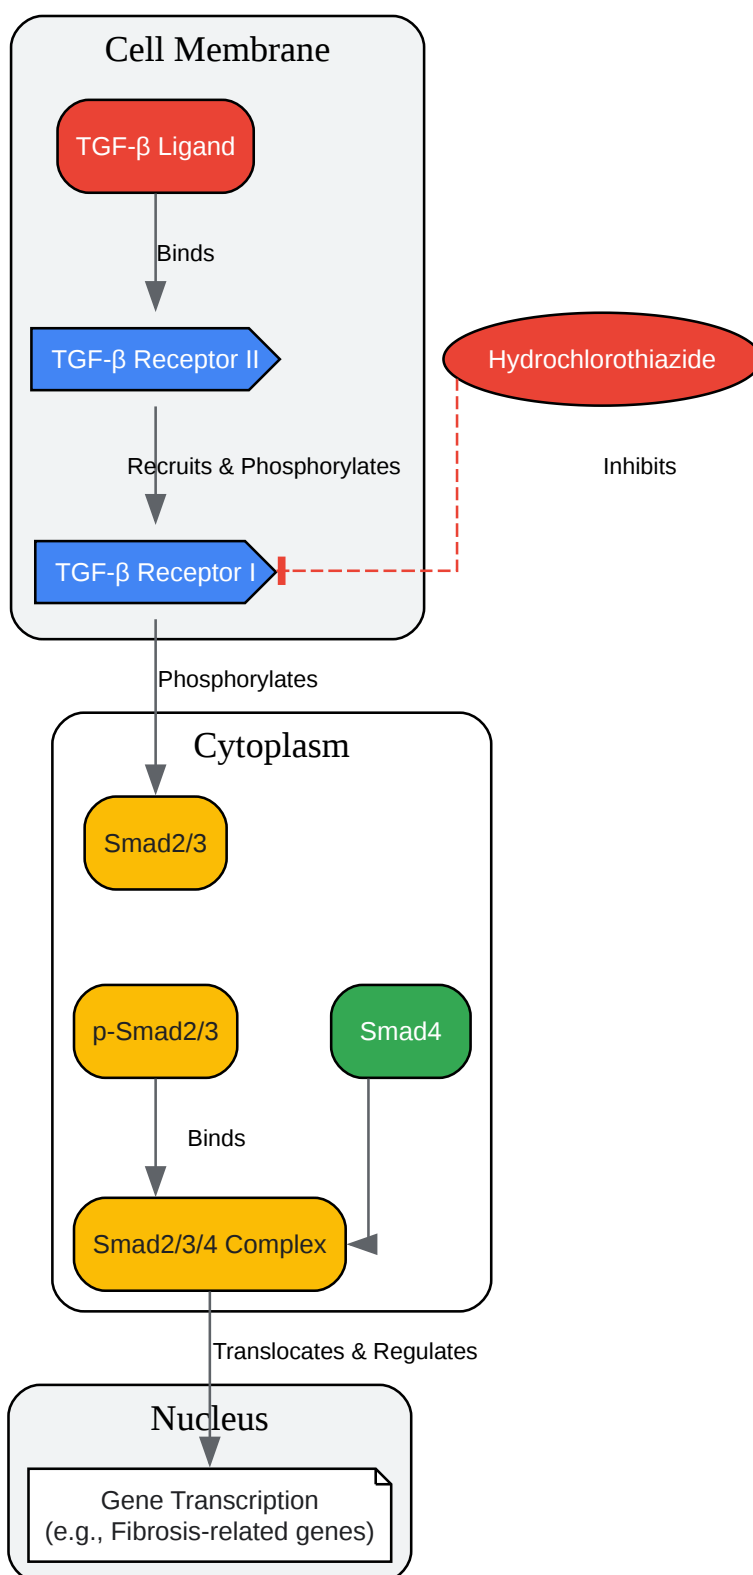 Cell Membrane
TGF-β Ligand
Binds
TGF-β Receptor II
Hydrochlorothiazide
Recruits & Phosphorylates
Inhibits
TGF-β Receptor I
Phosphorylates
Cytoplasm
Smad2/3
p-Smad2/3
Smad4
Binds
Smad2/3/4 Complex
Translocates & Regulates
Nucleus
Gene Transcription
(e.g., Fibrosis-related genes)